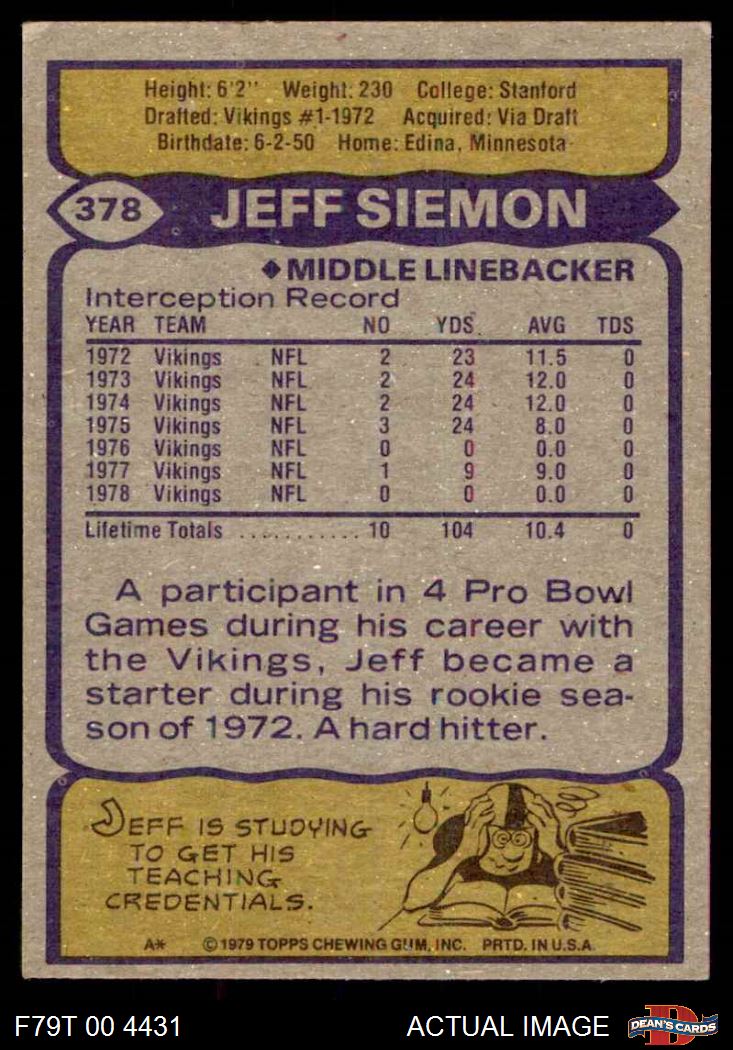 Height: 6'2" Weight: 230 College: Stanford
Drafted: Vikings #1-1972 Acquired: Via Draft
Birthdate: 6-2-50 Home: Edina, Minnesota
378 JEFF SIEMON
◆ MIDDLE LINEBACKER
Interception Record
YEAR TEAM NO YDS. AVG TDS
1972 Vikings NFL 2 23 11.5 0
1973 Vikings NFL 2 24 12.0 0
1974 Vikings NFL 2 24 12.0 0
1975 Vikings NFL 3 24 8.0 0
1976 Vikings NFL 0 0 0.0 0
1977 Vikings NFL 1 9 9.0 0
1978 Vikings NFL 0 0 0.0 0
Lifetime Totals ............ 10 104 10.4 0
A participant in 4 Pro Bowl
Games during his career with
the Vikings, Jeff became a
starter during his rookie sea-
son of 1972. A hard hitter.
JEFF IS STUDYING
TO GET HIS
TEACHING
CREDENTIALS.
A* © 1979 TOPPS CHEWING GUM, INC. PRTD. IN U.S.A.
F79T 00 4431 ACTUAL IMAGE D DEAN'S CARDS